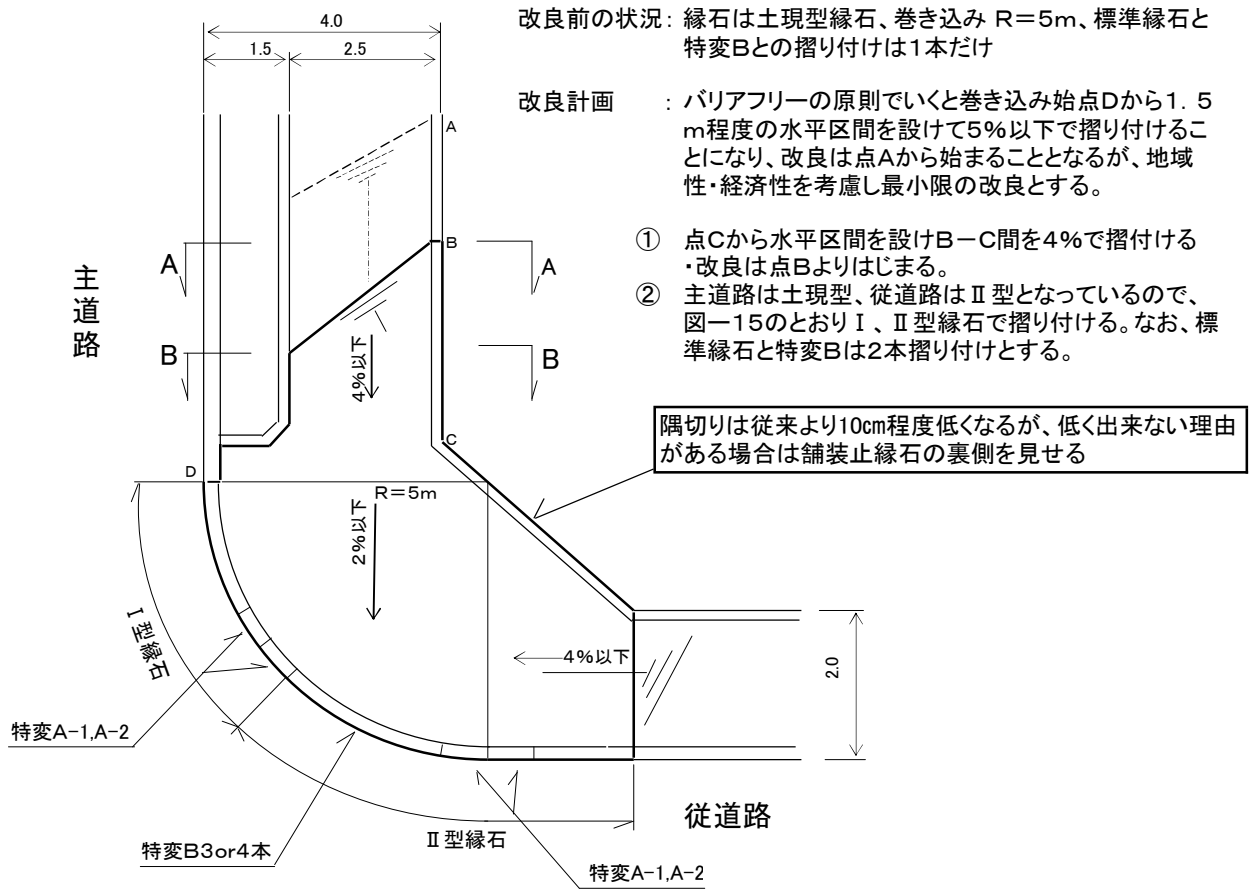 4.0
1.5
2.5
改良前の状況: 縁石は土現型縁石、巻き込み R=5m、標準縁石と
特変Bとの摺り付けは1本だけ
改良計画 : バリアフリーの原則でいくと巻き込み始点Dから1.5
m程度の水平区間を設けて5%以下で摺り付けるこ
とになり、改良は点Aから始まることとなるが、地域
性・経済性を考慮し最小限の改良とする。
① 点Cから水平区間を設けB-C間を4%で摺付ける
・改良は点Bよりはじまる。
② 主道路は土現型、従道路はⅡ型となっているので、
図ー15のとおりⅠ、Ⅱ型縁石で摺り付ける。なお、標
準縁石と特変Bは2本摺り付けとする。
隅切りは従来より10㎝程度低くなるが、低く出来ない理由
がある場合は舗装止縁石の裏側を見せる
A
B
A
A
主道路
B
B
4%以下
C
D
R=5m
2%以下
Ⅰ型縁石
4%以下
2.0
特変A-1,A-2
従道路
Ⅱ型縁石
特変B3or4本
特変A-1,A-2